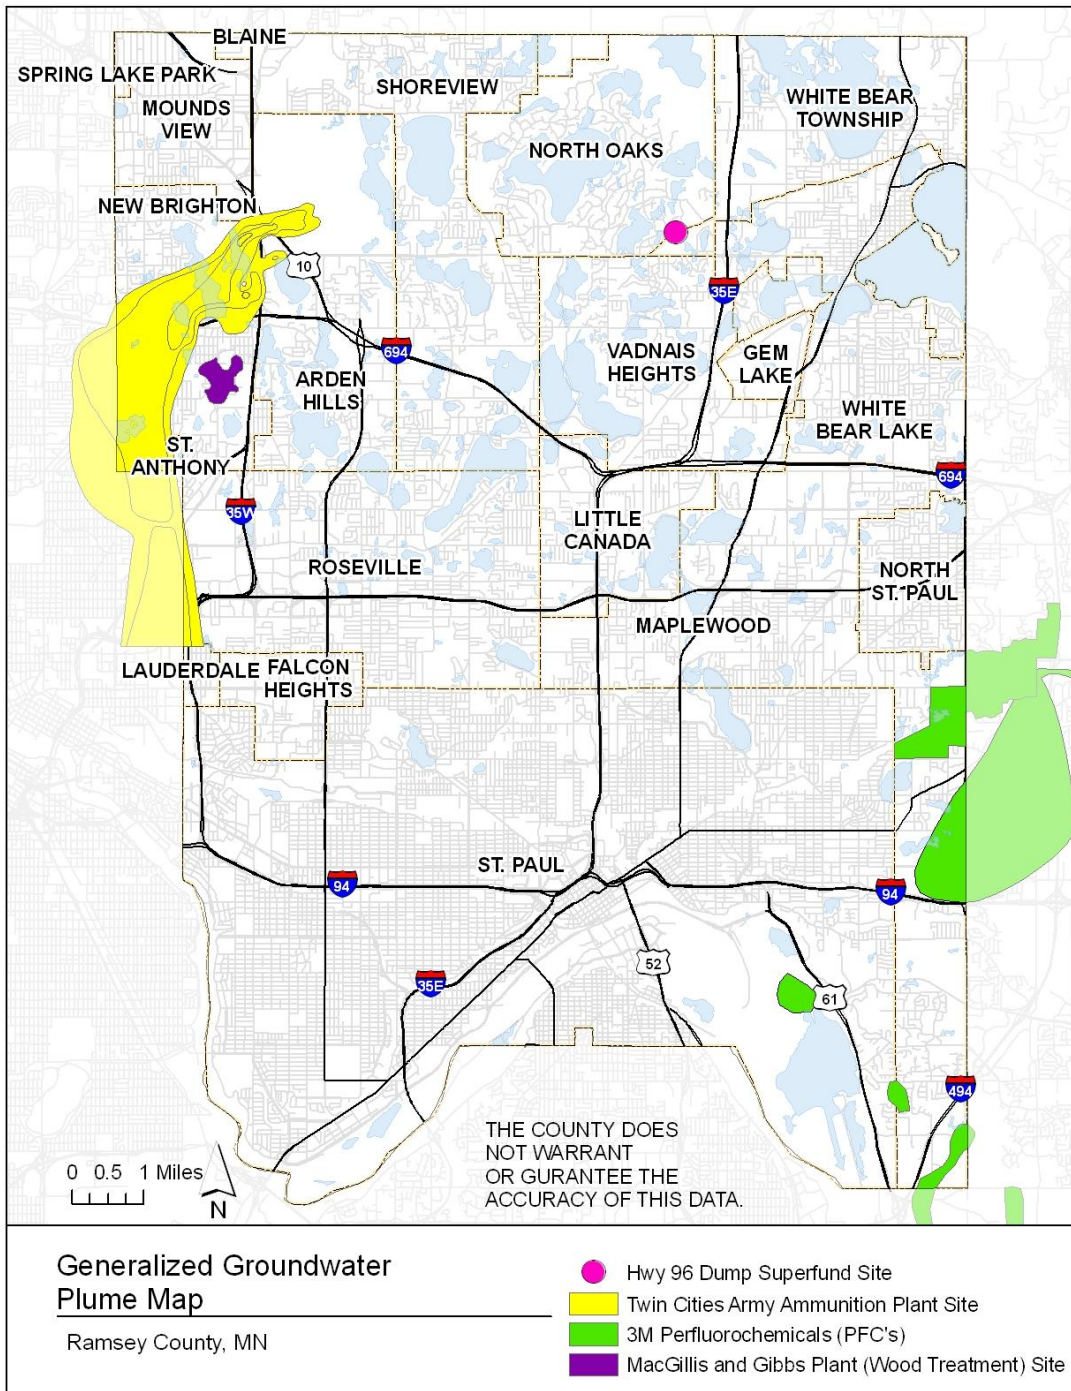 BLAINE
SPRING LAKE PARK
SHOREVIEW
MOUNDS
VIEW
WHITE BEAR
TOWNSHIP
NORTH OAKS
NEW BRIGHTON
10
35E
694
VADNAIS
HEIGHTS
GEM
LAKE
ARDEN
HILLS
WHITE
BEAR LAKE
ST.
ANTHONY
694
35W
LITTLE
CANADA
ROSEVILLE
NORTH
ST. PAUL
MAPLEWOOD
LAUDERDALE
FALCON
HEIGHTS
ST. PAUL
94
94
52
35E
61
494
THE COUNTY DOES
NOT WARRANT
OR GURANTEE THE
ACCURACY OF THIS DATA.
0 0.5 1 Miles
N
Generalized Groundwater
Plume Map
Ramsey County, MN
Hwy 96 Dump Superfund Site
Twin Cities Army Ammunition Plant Site
3M Perfluorochemicals (PFC's)
MacGillis and Gibbs Plant (Wood Treatment) Site